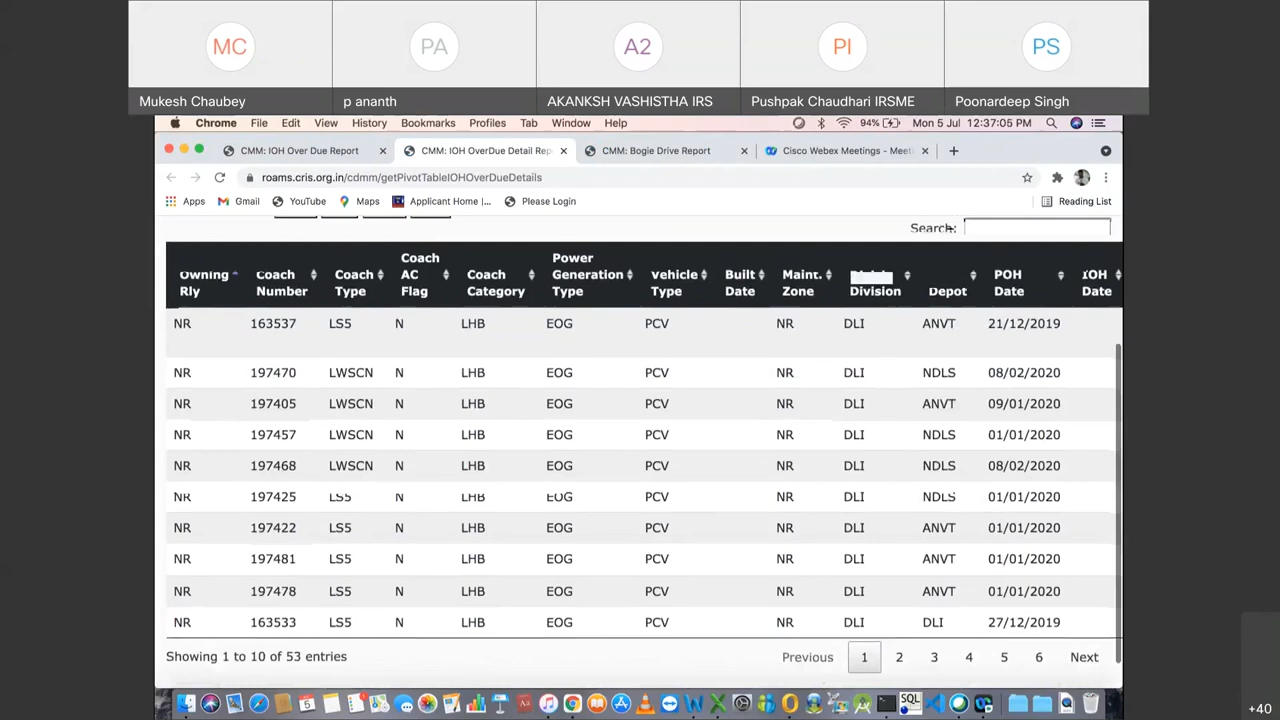 MC PA A2 PI PS
Mukesh Chaubey p ananth AKANKSH VASHISTHA IRS Pushpak Chaudhari IRSME Poonardeep Singh
Chrome File Edit View History Bookmarks Profiles Tab Window Help 94% Mon 5 Jul 12:37:05 PM
CMM: IOH Over Due Report CMM: IOH OverDue Detail Rep CMM: Bogie Drive Report Cisco Webex Meetings - Meet
roams.cris.org.in/cdmm/getPivotTableIOHOverDueDetails
Apps Gmail YouTube Maps Applicant Home |... Please Login Reading List
Search:
Owning Rly Coach Number Coach Type Coach AC Flag Coach Category Power Generation Type Vehicle Type Built Date Maint. Zone Division Depot POH Date IOH Date
NR 163537 LS5 N LHB EOG PCV NR DLI ANVT 21/12/2019
NR 197470 LWSCN N LHB EOG PCV NR DLI NDLS 08/02/2020
NR 197405 LWSCN N LHB EOG PCV NR DLI ANVT 09/01/2020
NR 197457 LWSCN N LHB EOG PCV NR DLI NDLS 01/01/2020
NR 197468 LWSCN N LHB EOG PCV NR DLI NDLS 08/02/2020
NR 197425 LS5 N LHB EOG PCV NR DLI NDLS 01/01/2020
NR 197422 LS5 N LHB EOG PCV NR DLI ANVT 01/01/2020
NR 197481 LS5 N LHB EOG PCV NR DLI ANVT 01/01/2020
NR 197478 LS5 N LHB EOG PCV NR DLI ANVT 01/01/2020
NR 163533 LS5 N LHB EOG PCV NR DLI DLI 27/12/2019
Showing 1 to 10 of 53 entries Previous 1 2 3 4 5 6 Next
SQL
+40